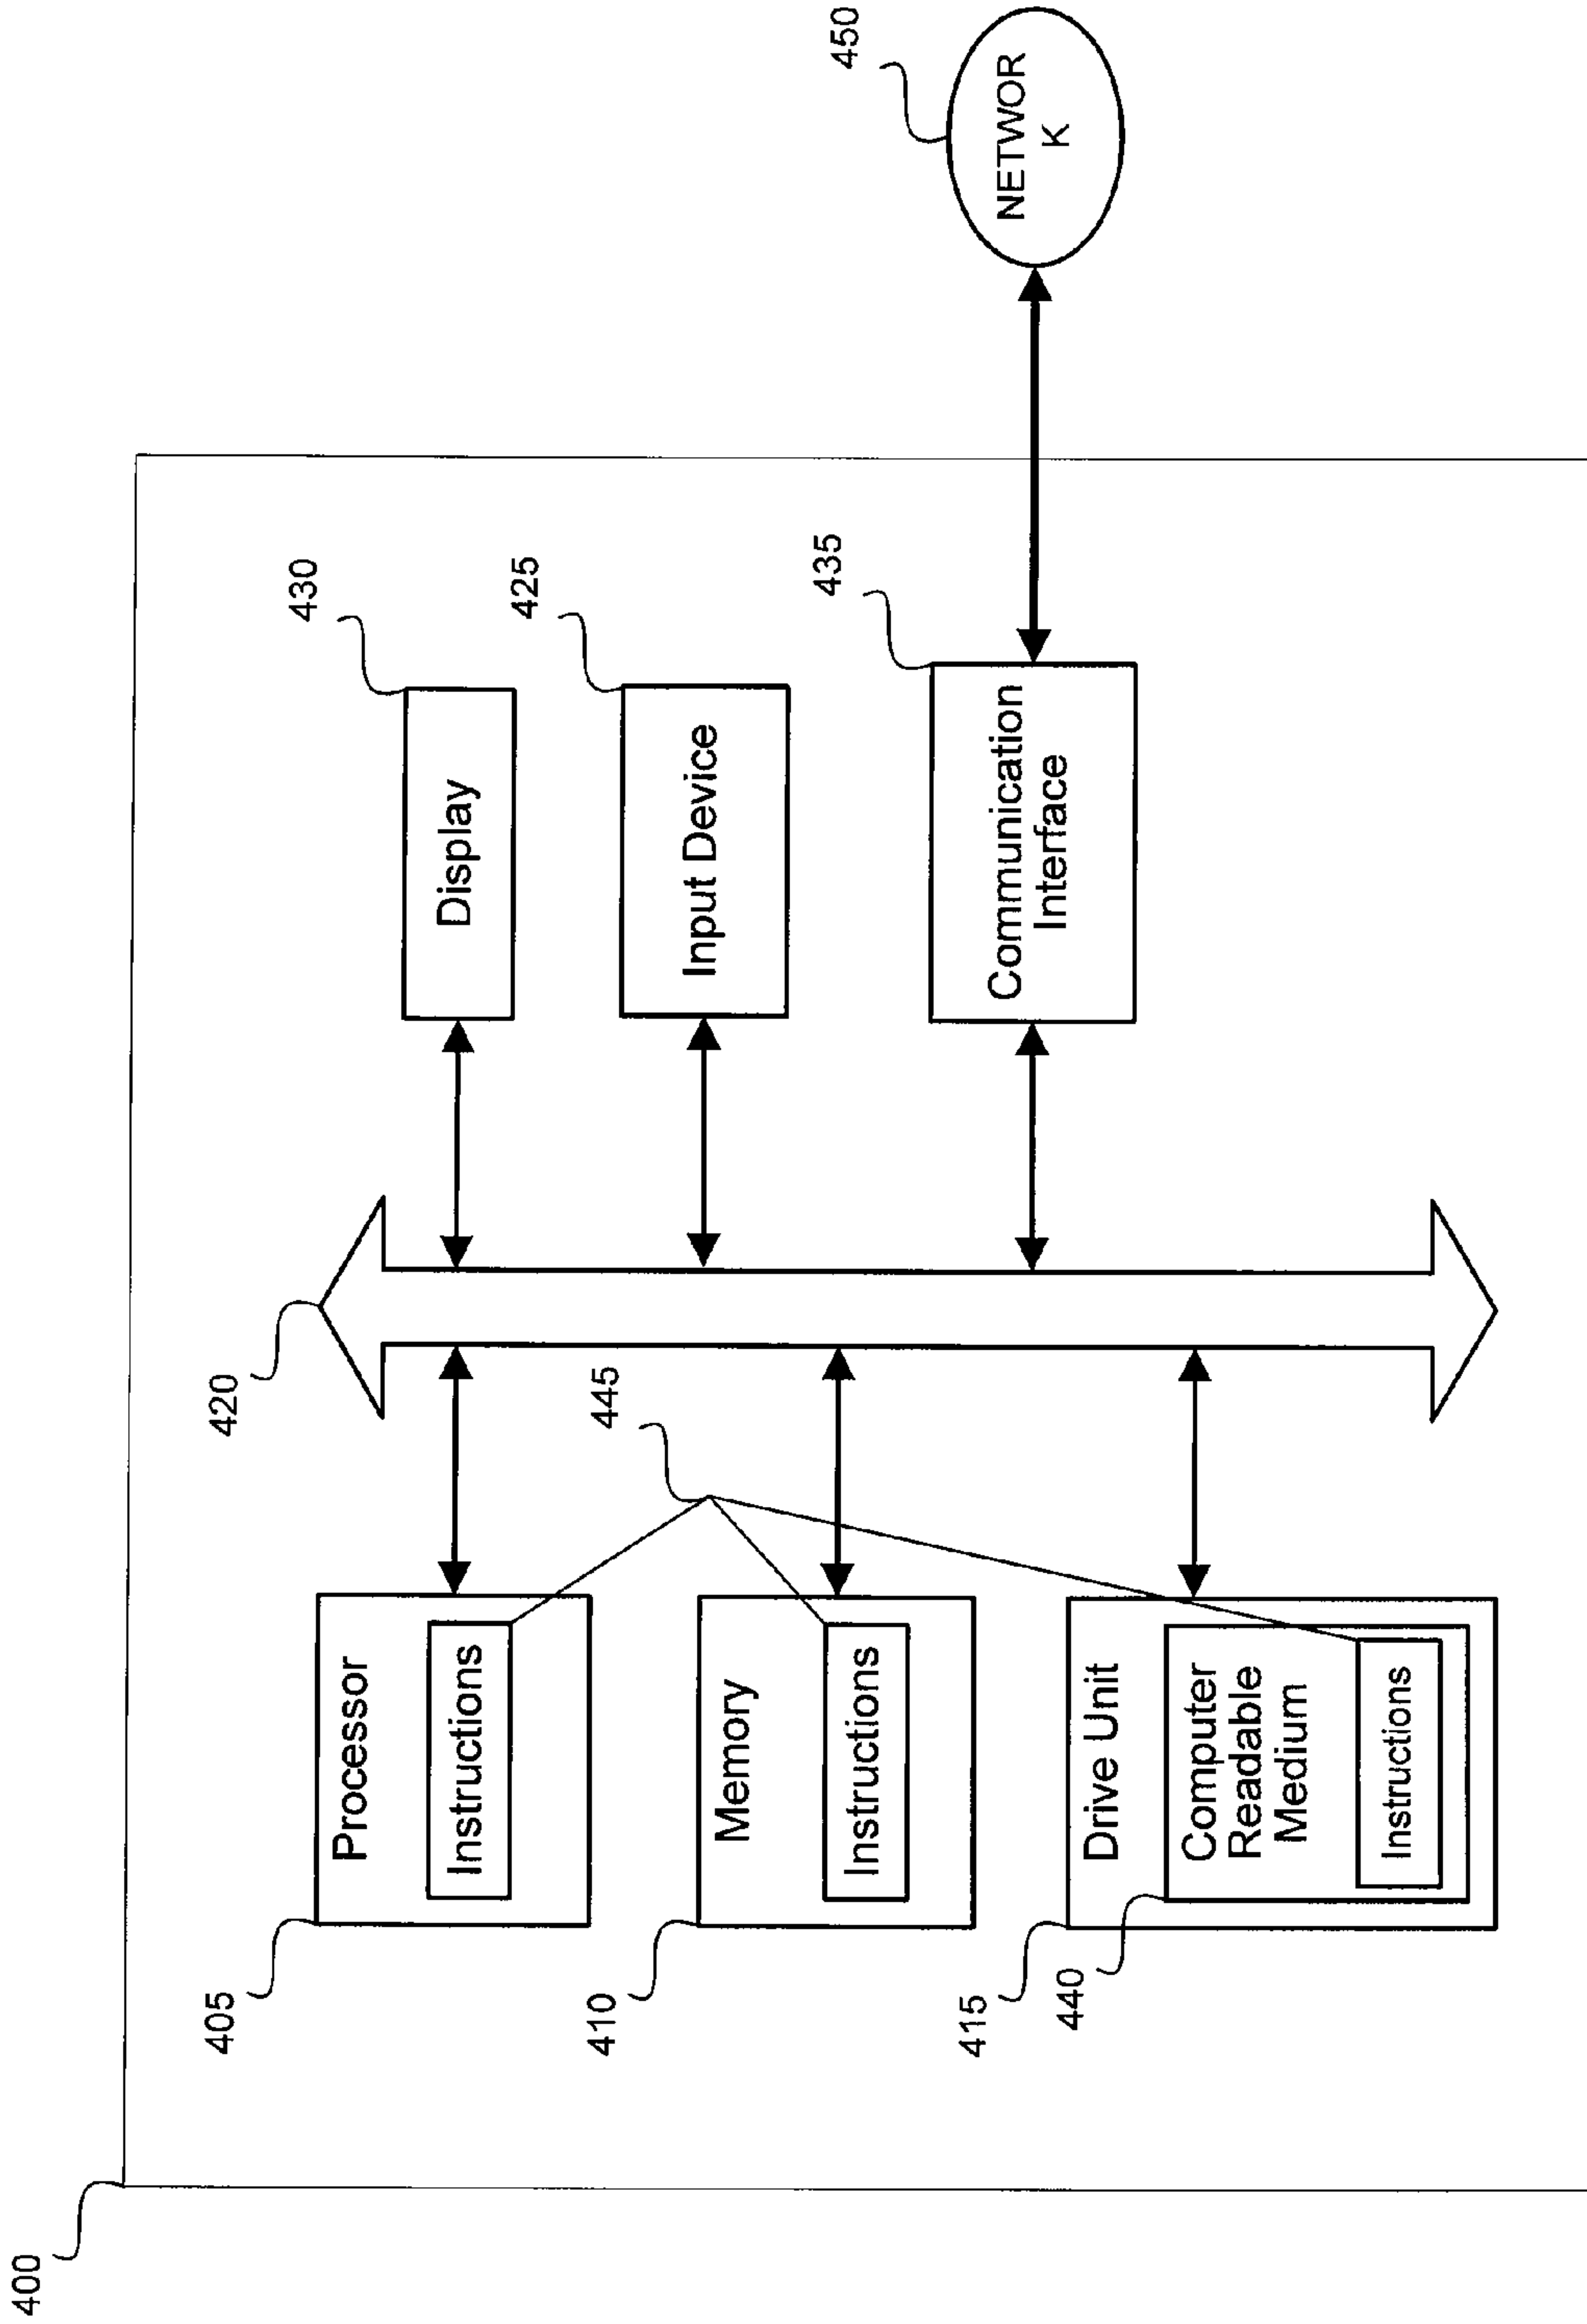 400
405
Processor
Instructions
410
Memory
Instructions
415
Drive Unit
440
Computer
Readable
Medium
Instructions
420
445
430
Display
425
Input Device
435
Communication
Interface
450
NETWOR
K